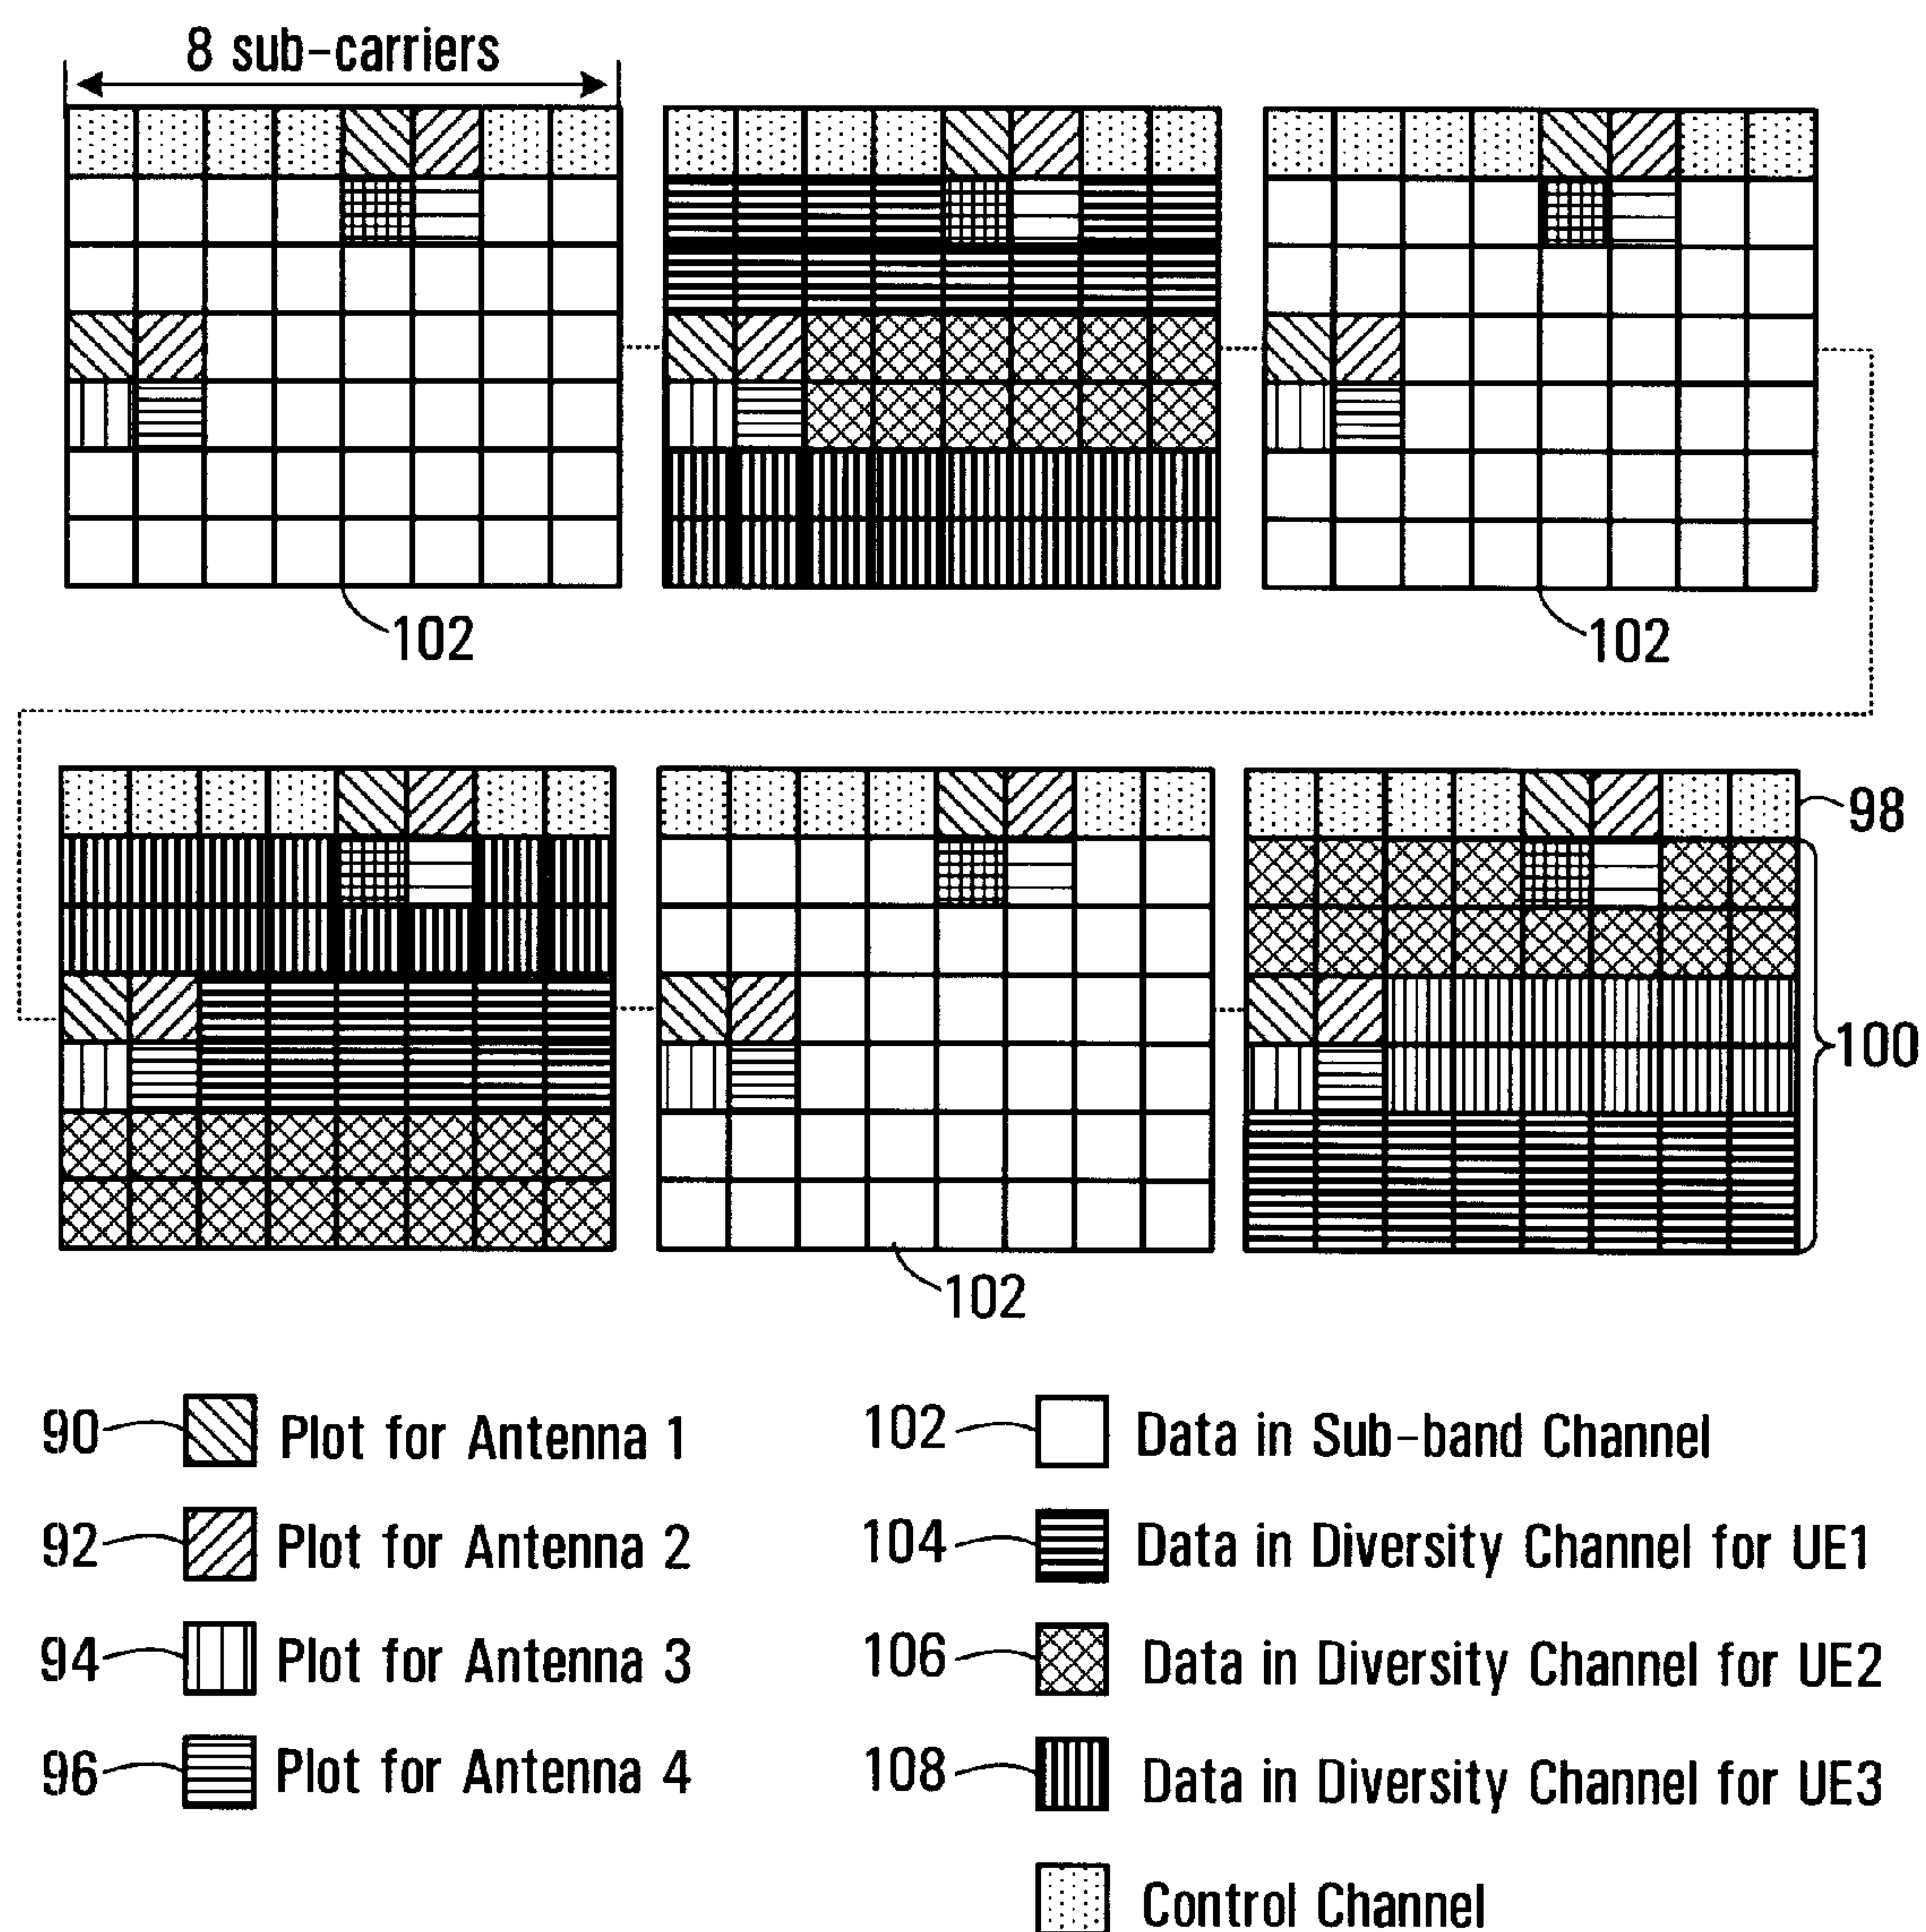 8 sub-carriers
102
102
98
100
102
90 Plot for Antenna 1
92 Plot for Antenna 2
94 Plot for Antenna 3
96 Plot for Antenna 4
102 Data in Sub-band Channel
104 Data in Diversity Channel for UE1
106 Data in Diversity Channel for UE2
108 Data in Diversity Channel for UE3
Control Channel